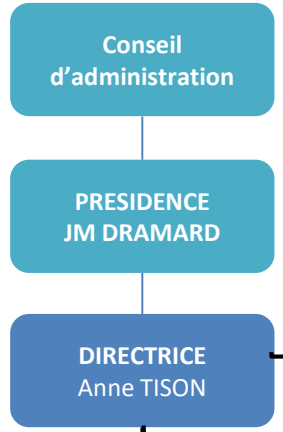 Conseil
d’administration
PRESIDENCE
JM DRAMARD
DIRECTRICE
Anne TISON